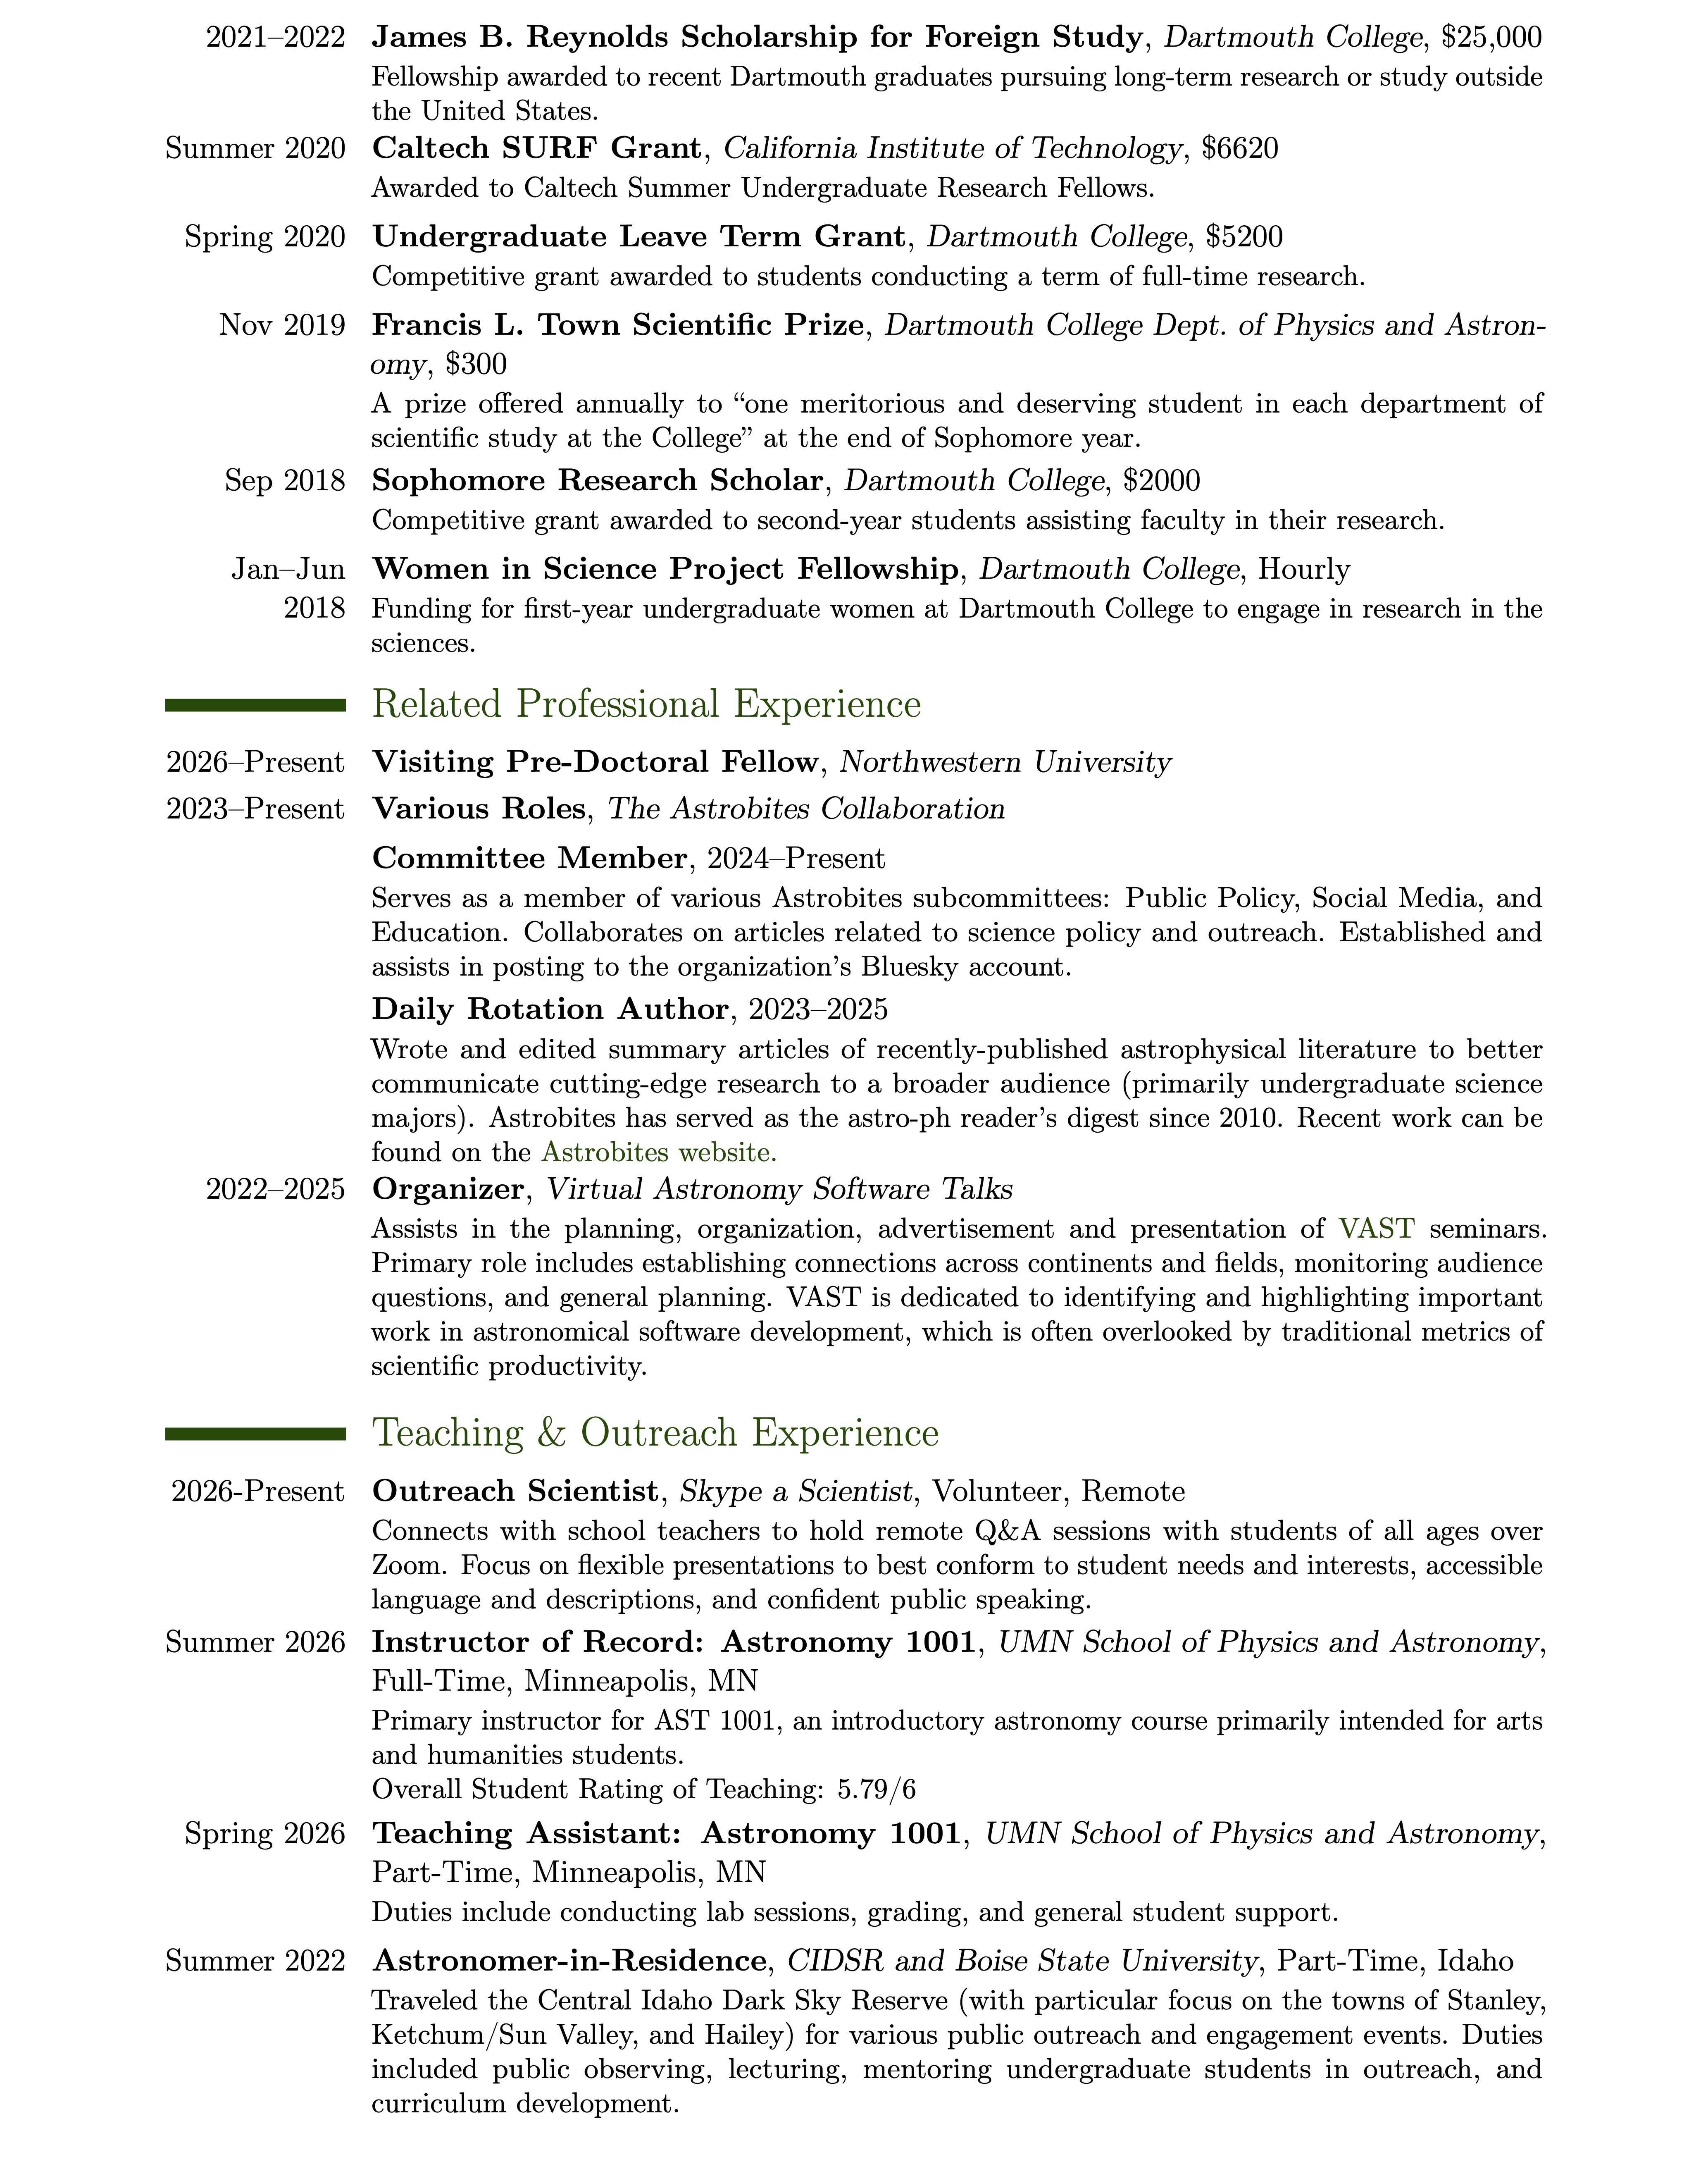 2021–2022 James B. Reynolds Scholarship for Foreign Study, Dartmouth College, $25,000
Fellowship awarded to recent Dartmouth graduates pursuing long-term research or study outside
the United States.
Summer 2020 Caltech SURF Grant, California Institute of Technology, $6620
Awarded to Caltech Summer Undergraduate Research Fellows.
Spring 2020 Undergraduate Leave Term Grant, Dartmouth College, $5200
Competitive grant awarded to students conducting a term of full-time research.
Nov 2019 Francis L. Town Scientific Prize, Dartmouth College Dept. of Physics and Astron-
omy, $300
A prize offered annually to “one meritorious and deserving student in each department of
scientific study at the College” at the end of Sophomore year.
Sep 2018 Sophomore Research Scholar, Dartmouth College, $2000
Competitive grant awarded to second-year students assisting faculty in their research.
Jan–Jun Women in Science Project Fellowship, Dartmouth College, Hourly
2018 Funding for first-year undergraduate women at Dartmouth College to engage in research in the
sciences.
Related Professional Experience
2026–Present Visiting Pre-Doctoral Fellow, Northwestern University
2023–Present Various Roles, The Astrobites Collaboration
Committee Member, 2024–Present
Serves as a member of various Astrobites subcommittees: Public Policy, Social Media, and
Education. Collaborates on articles related to science policy and outreach. Established and
assists in posting to the organization’s Bluesky account.
Daily Rotation Author, 2023–2025
Wrote and edited summary articles of recently-published astrophysical literature to better
communicate cutting-edge research to a broader audience (primarily undergraduate science
majors). Astrobites has served as the astro-ph reader’s digest since 2010. Recent work can be
found on the Astrobites website.
2022–2025 Organizer, Virtual Astronomy Software Talks
Assists in the planning, organization, advertisement and presentation of VAST seminars.
Primary role includes establishing connections across continents and fields, monitoring audience
questions, and general planning. VAST is dedicated to identifying and highlighting important
work in astronomical software development, which is often overlooked by traditional metrics of
scientific productivity.
Teaching & Outreach Experience
2026-Present Outreach Scientist, Skype a Scientist, Volunteer, Remote
Connects with school teachers to hold remote Q&A sessions with students of all ages over
Zoom. Focus on flexible presentations to best conform to student needs and interests, accessible
language and descriptions, and confident public speaking.
Summer 2026 Instructor of Record: Astronomy 1001, UMN School of Physics and Astronomy,
Full-Time, Minneapolis, MN
Primary instructor for AST 1001, an introductory astronomy course primarily intended for arts
and humanities students.
Overall Student Rating of Teaching: 5.79/6
Spring 2026 Teaching Assistant: Astronomy 1001, UMN School of Physics and Astronomy,
Part-Time, Minneapolis, MN
Duties include conducting lab sessions, grading, and general student support.
Summer 2022 Astronomer-in-Residence, CIDSR and Boise State University, Part-Time, Idaho
Traveled the Central Idaho Dark Sky Reserve (with particular focus on the towns of Stanley,
Ketchum/Sun Valley, and Hailey) for various public outreach and engagement events. Duties
included public observing, lecturing, mentoring undergraduate students in outreach, and
curriculum development.